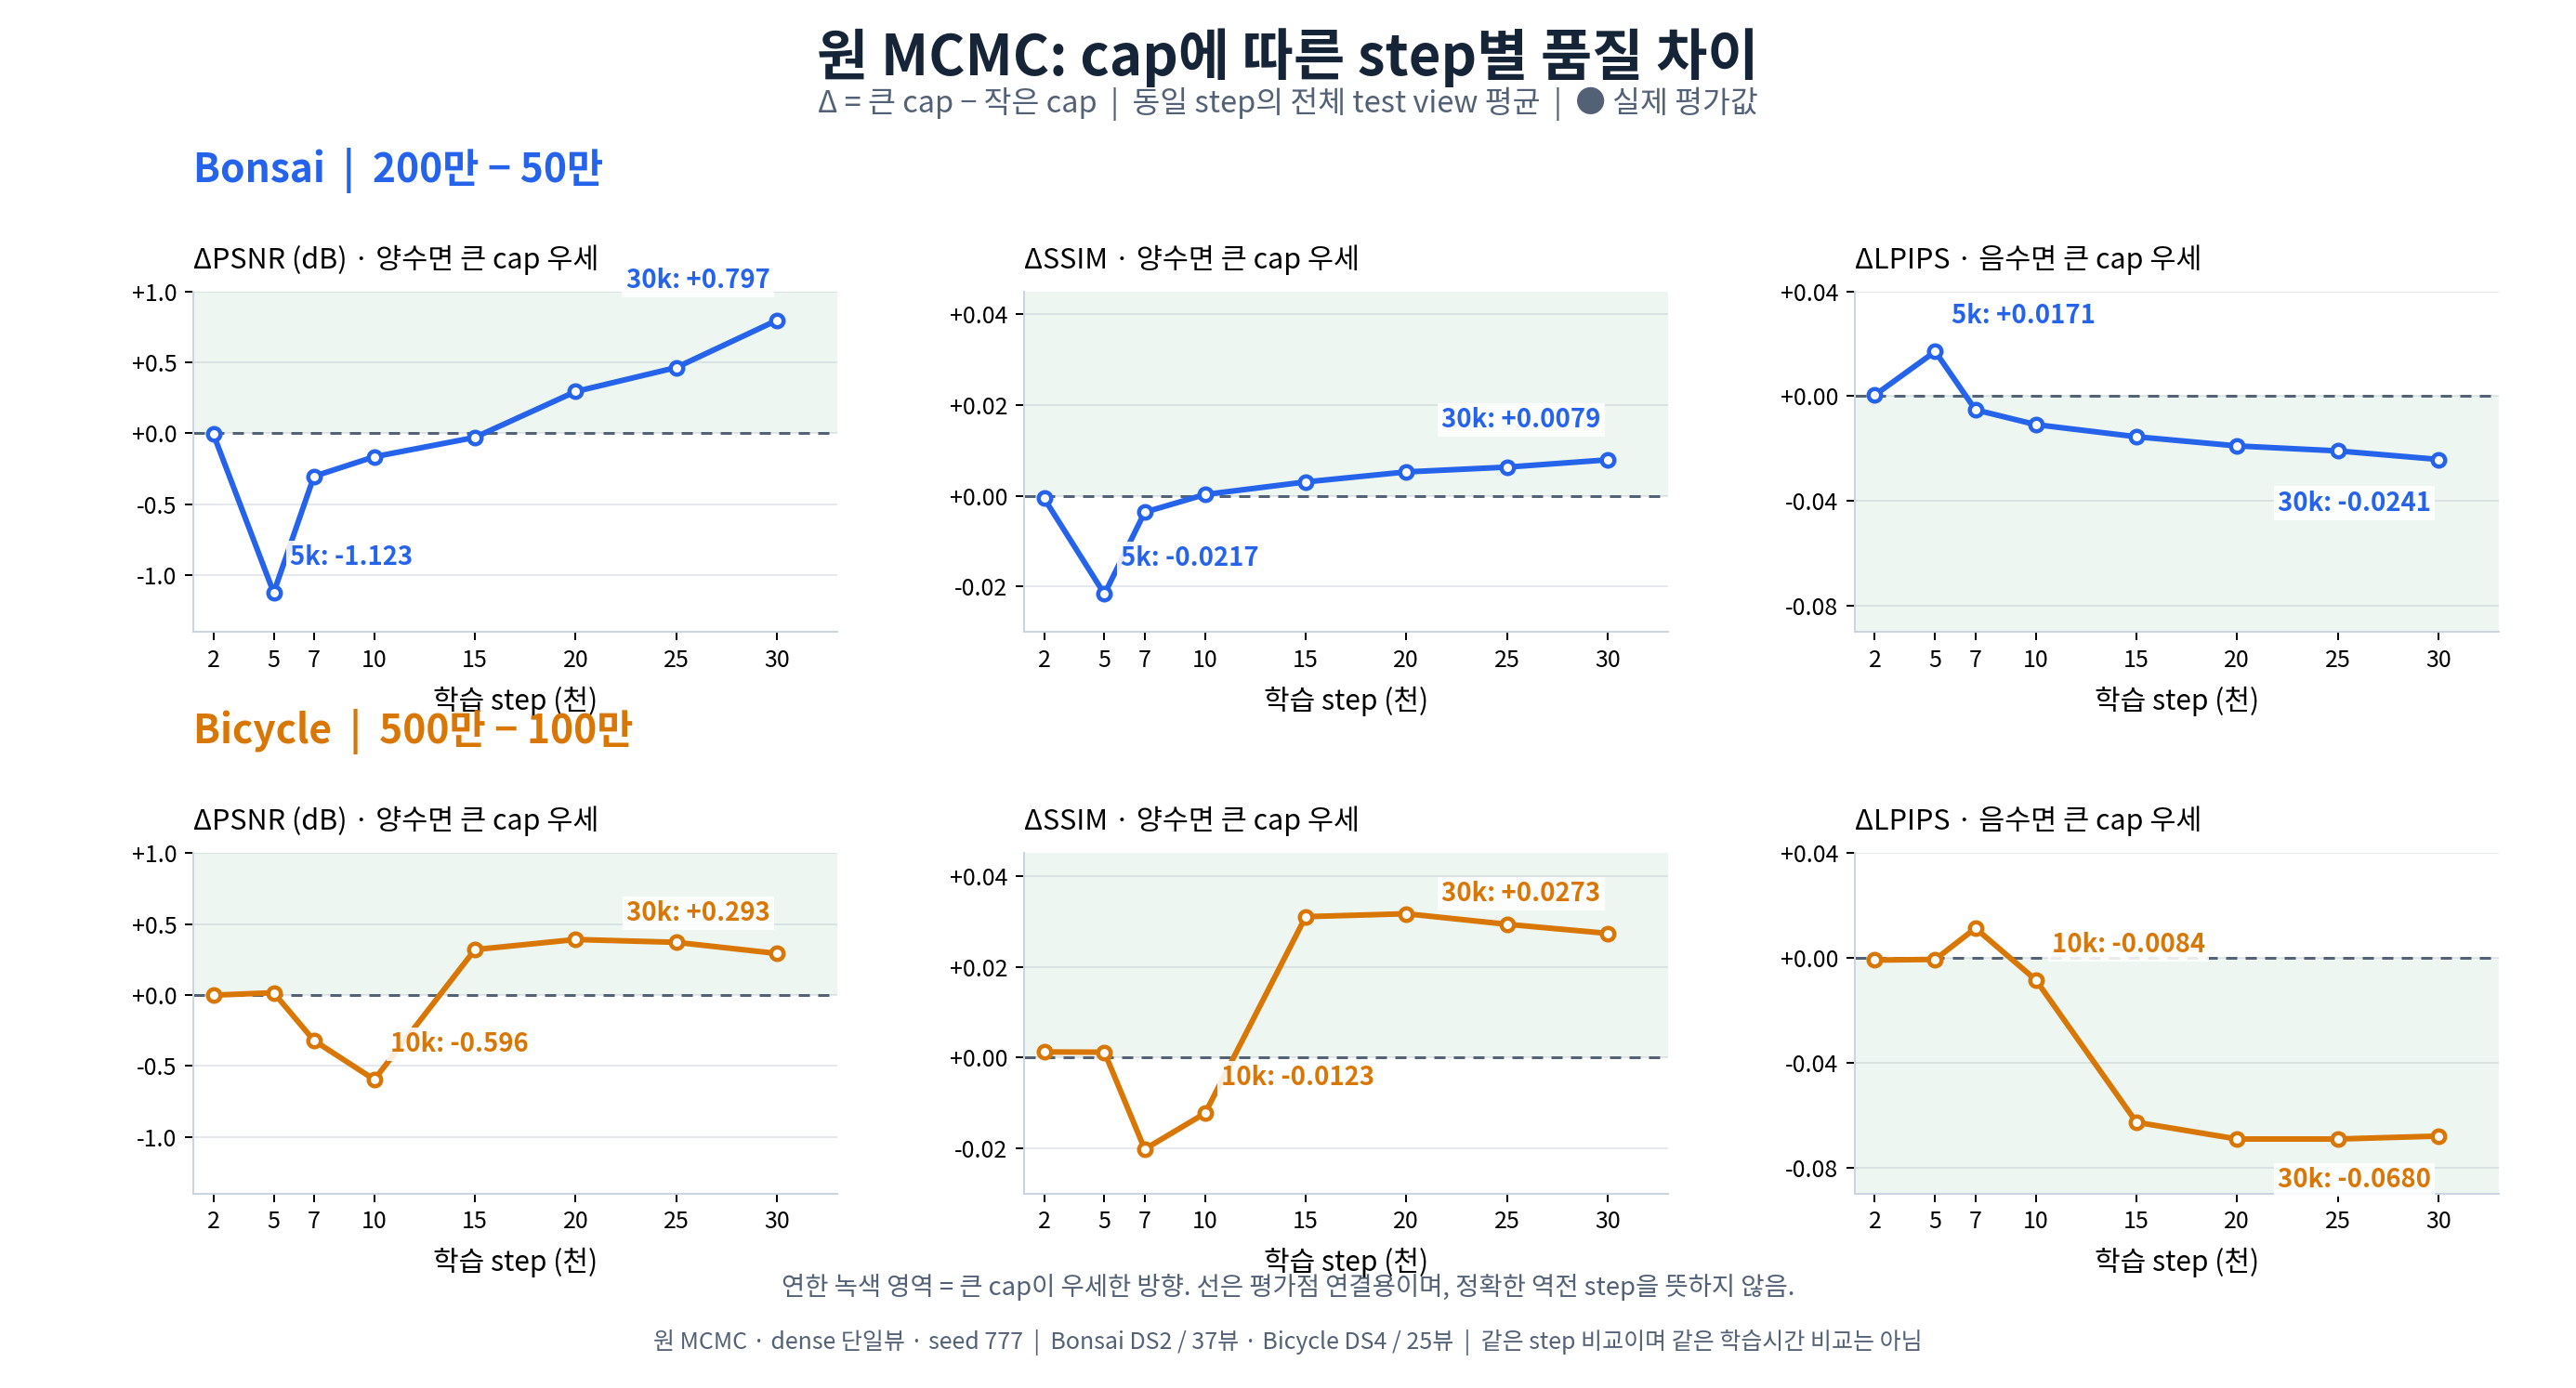 원 MCMC: cap에 따른 step별 품질 차이
Δ = 큰 cap − 작은 cap | 동일 step의 전체 test view 평균 | ● 실제 평가값
Bonsai | 200만 − 50만
ΔPSNR (dB) · 양수면 큰 cap 우세
30k: +0.797
+1.0
+0.5
+0.0
-0.5
-1.0
5k: -1.123
2 5 7 10 15 20 25 30
학습 step (천)
ΔSSIM · 양수면 큰 cap 우세
+0.04
+0.02
+0.00
-0.02
30k: +0.0079
5k: -0.0217
2 5 7 10 15 20 25 30
학습 step (천)
ΔLPIPS · 음수면 큰 cap 우세
+0.04
+0.00
-0.04
-0.08
5k: +0.0171
30k: -0.0241
2 5 7 10 15 20 25 30
학습 step (천)
Bicycle | 500만 − 100만
ΔPSNR (dB) · 양수면 큰 cap 우세
+1.0
+0.5
+0.0
-0.5
-1.0
30k: +0.293
10k: -0.596
2 5 7 10 15 20 25 30
학습 step (천)
ΔSSIM · 양수면 큰 cap 우세
+0.04
+0.02
+0.00
-0.02
30k: +0.0273
10k: -0.0123
2 5 7 10 15 20 25 30
학습 step (천)
ΔLPIPS · 음수면 큰 cap 우세
+0.04
+0.00
-0.04
-0.08
10k: -0.0084
30k: -0.0680
2 5 7 10 15 20 25 30
학습 step (천)
연한 녹색 영역 = 큰 cap이 우세한 방향. 선은 평가점 연결용이며, 정확한 역전 step을 뜻하지 않음.
원 MCMC · dense 단일뷰 · seed 777 | Bonsai DS2 / 37뷰 · Bicycle DS4 / 25뷰 | 같은 step 비교이며 같은 학습시간 비교는 아님